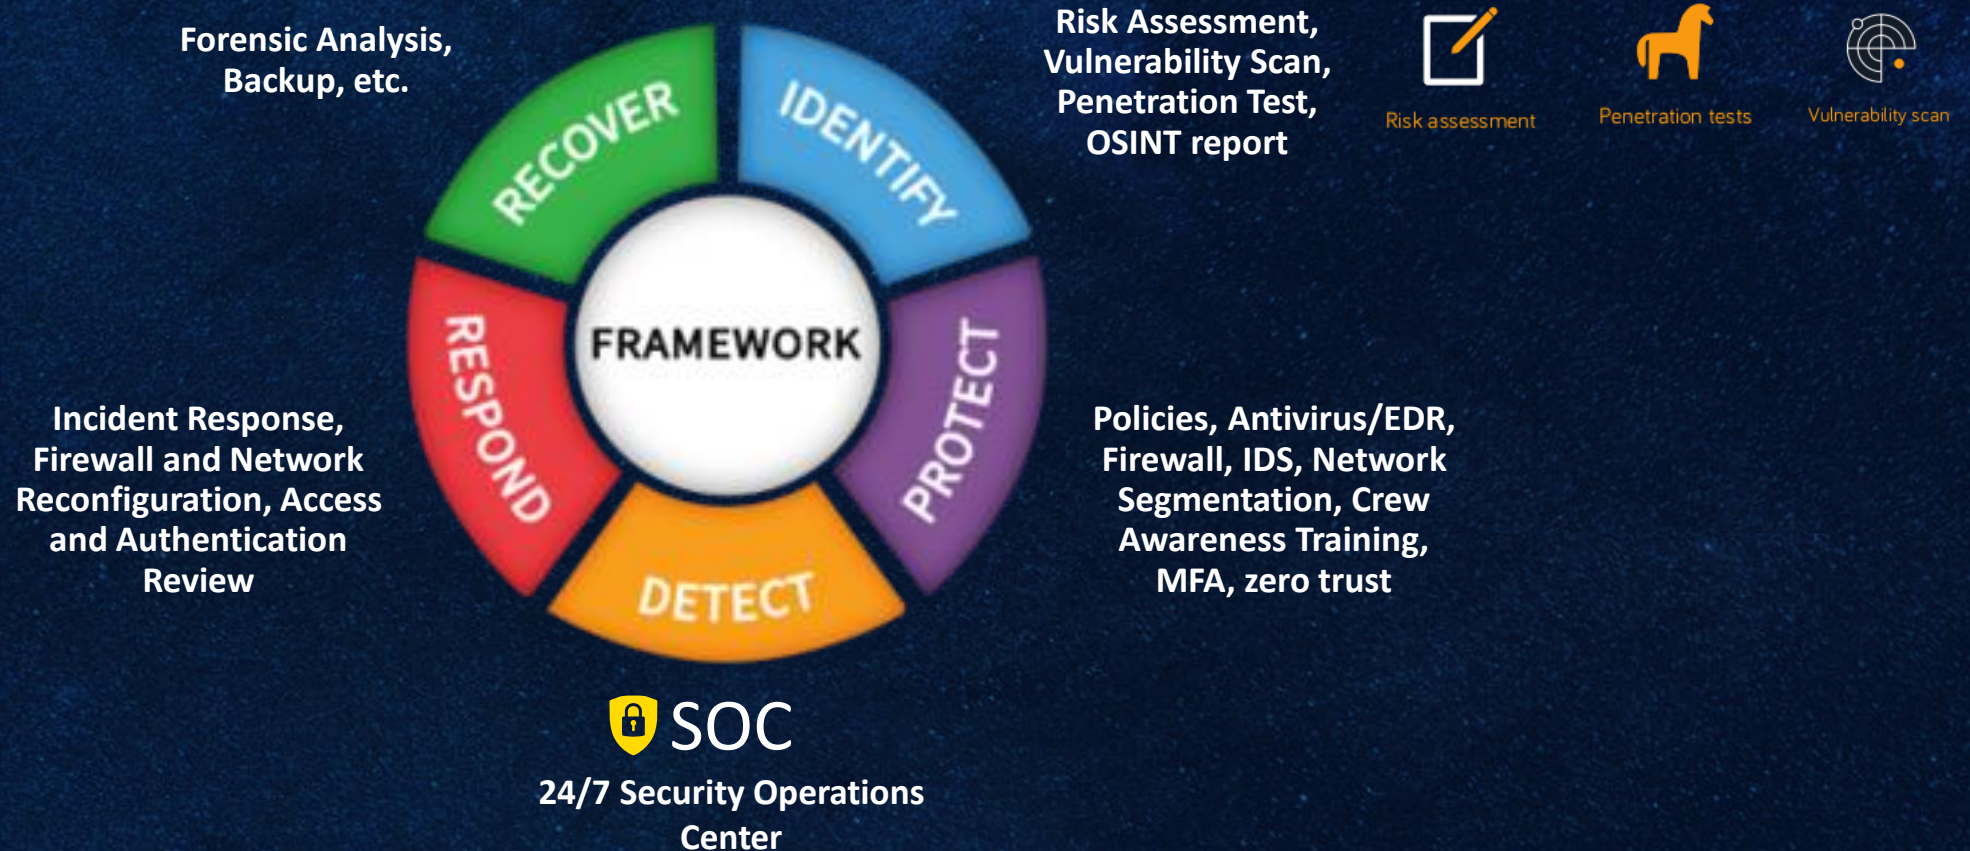 Forensic Analysis,
Backup, etc.
Risk Assessment,
Vulnerability Scan,
Penetration Test,
OSINT report
Risk assessment
Penetration tests
Vulnerability scan
RECOVER
IDENTIFY
FRAMEWORK
RESPOND
PROTECT
DETECT
Incident Response,
Firewall and Network
Reconfiguration, Access
and Authentication
Review
Policies, Antivirus/EDR,
Firewall, IDS, Network
Segmentation, Crew
Awareness Training,
MFA, zero trust
SOC
24/7 Security Operations
Center